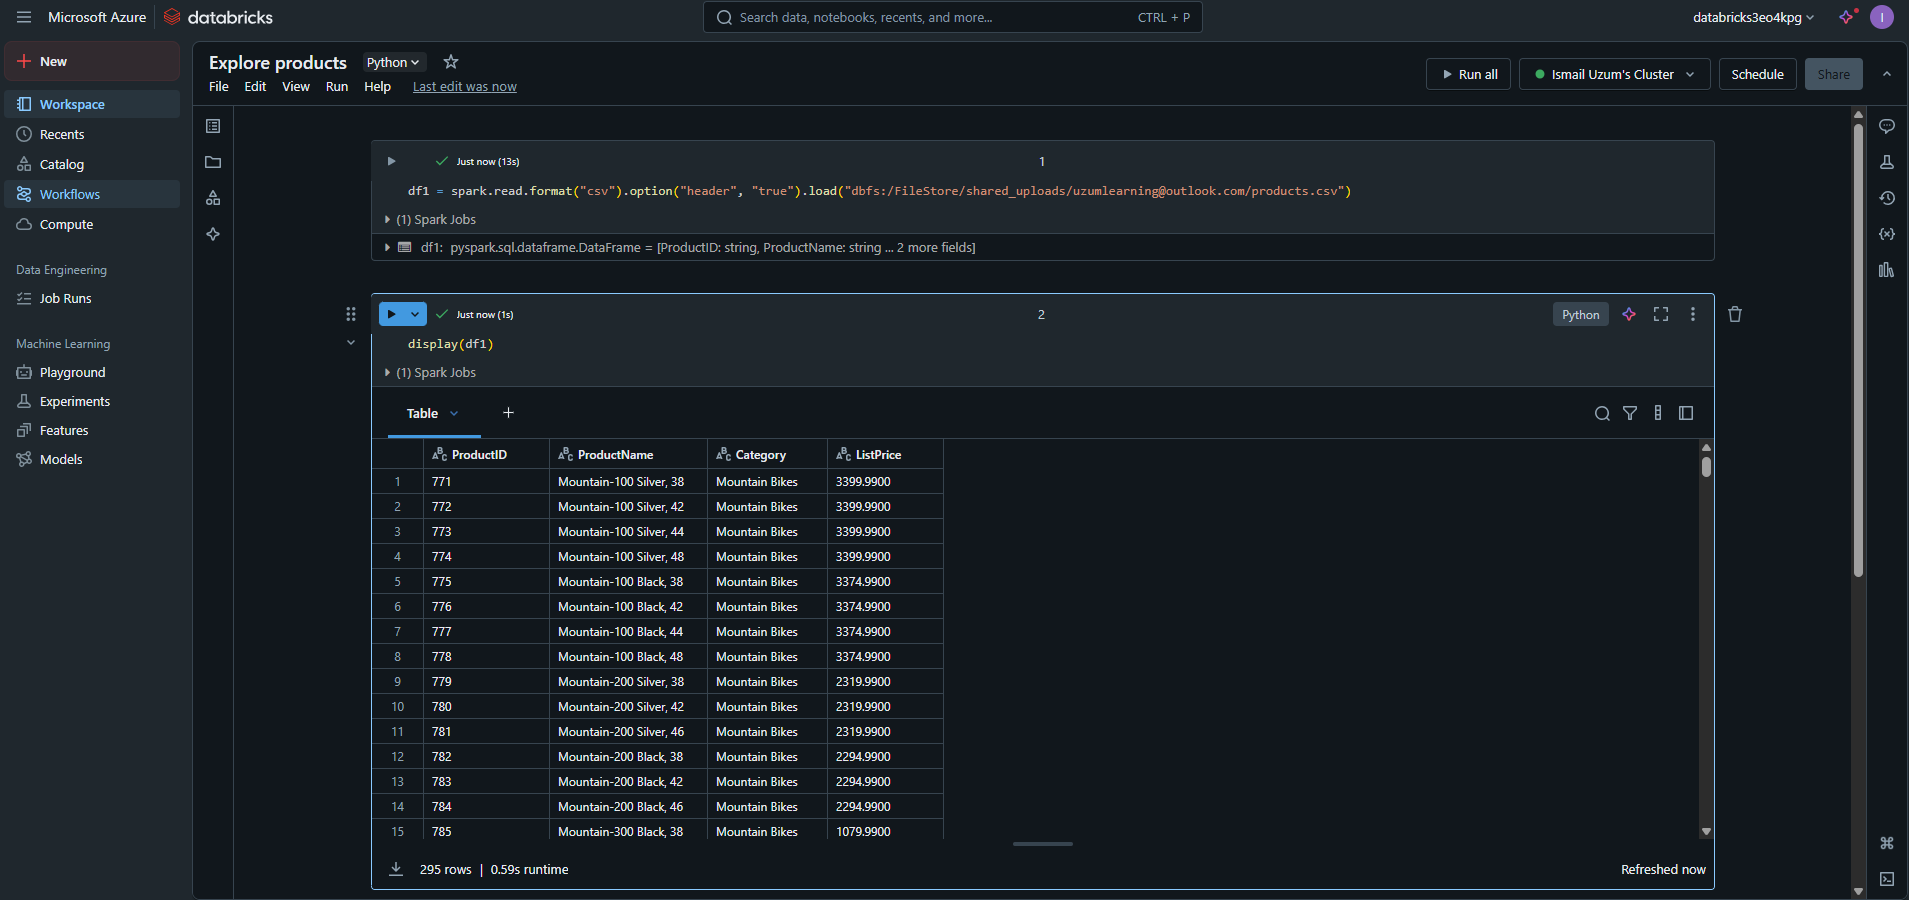 Microsoft Azure databricks
Search data, notebooks, recents, and more... CTRL + P
databricks3eo4kpg I
New
Workspace
Recents
Catalog
Workflows
Compute
Data Engineering
Job Runs
Machine Learning
Playground
Experiments
Features
Models
Explore products Python
File Edit View Run Help Last edit was now
Run all Ismail Uzum's Cluster Schedule Share
Just now (13s) 1
df1 = spark.read.format("csv").option("header", "true").load("dbfs:/FileStore/shared_uploads/uzumlearning@outlook.com/products.csv")
(1) Spark Jobs
df1: pyspark.sql.dataframe.DataFrame = [ProductID: string, ProductName: string ... 2 more fields]
Just now (1s) 2 Python
display(df1)
(1) Spark Jobs
Table +
ProductID ProductName Category ListPrice
1 771 Mountain-100 Silver, 38 Mountain Bikes 3399.9900
2 772 Mountain-100 Silver, 42 Mountain Bikes 3399.9900
3 773 Mountain-100 Silver, 44 Mountain Bikes 3399.9900
4 774 Mountain-100 Silver, 48 Mountain Bikes 3399.9900
5 775 Mountain-100 Black, 38 Mountain Bikes 3374.9900
6 776 Mountain-100 Black, 42 Mountain Bikes 3374.9900
7 777 Mountain-100 Black, 44 Mountain Bikes 3374.9900
8 778 Mountain-100 Black, 48 Mountain Bikes 3374.9900
9 779 Mountain-200 Silver, 38 Mountain Bikes 2319.9900
10 780 Mountain-200 Silver, 42 Mountain Bikes 2319.9900
11 781 Mountain-200 Silver, 46 Mountain Bikes 2319.9900
12 782 Mountain-200 Black, 38 Mountain Bikes 2294.9900
13 783 Mountain-200 Black, 42 Mountain Bikes 2294.9900
14 784 Mountain-200 Black, 46 Mountain Bikes 2294.9900
15 785 Mountain-300 Black, 38 Mountain Bikes 1079.9900
295 rows | 0.59s runtime Refreshed now